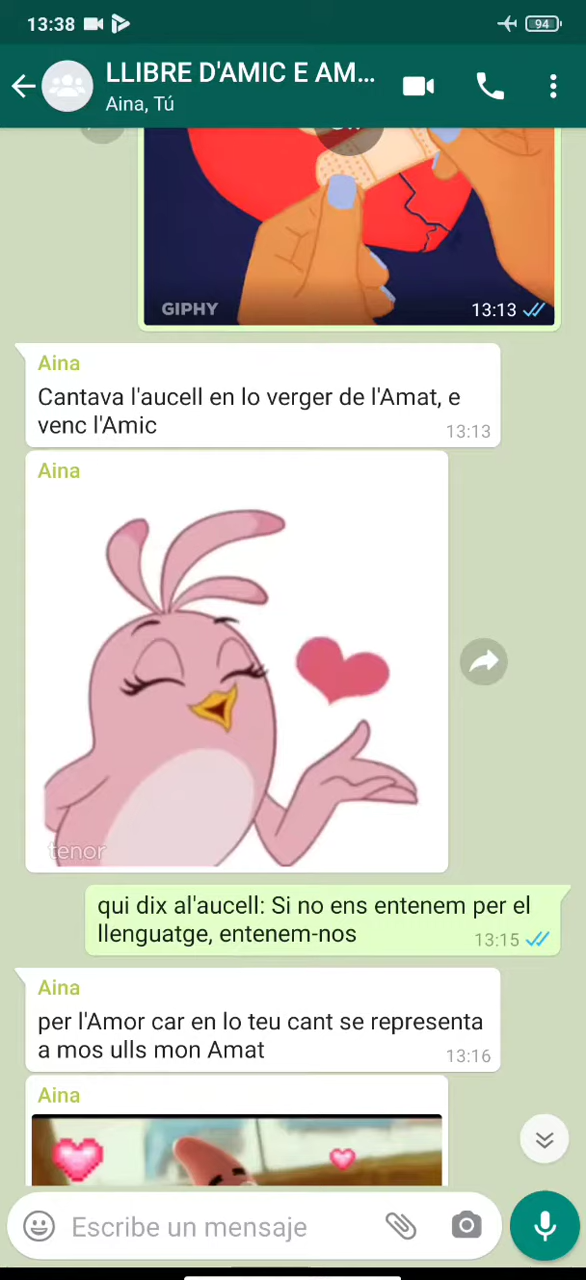 13:38
94
LLIBRE D'AMIC E AM...
Aina, Tú
GIPHY
13:13
Aina
Cantava l'aucell en lo verger de l'Amat, e
venc l'Amic
13:13
Aina
tenor
qui dix al'aucell: Si no ens entenem per el
llenguatge, entenem-nos
13:15
Aina
per l'Amor car en lo teu cant se representa
a mos ulls mon Amat
13:16
Aina
Escribe un mensaje